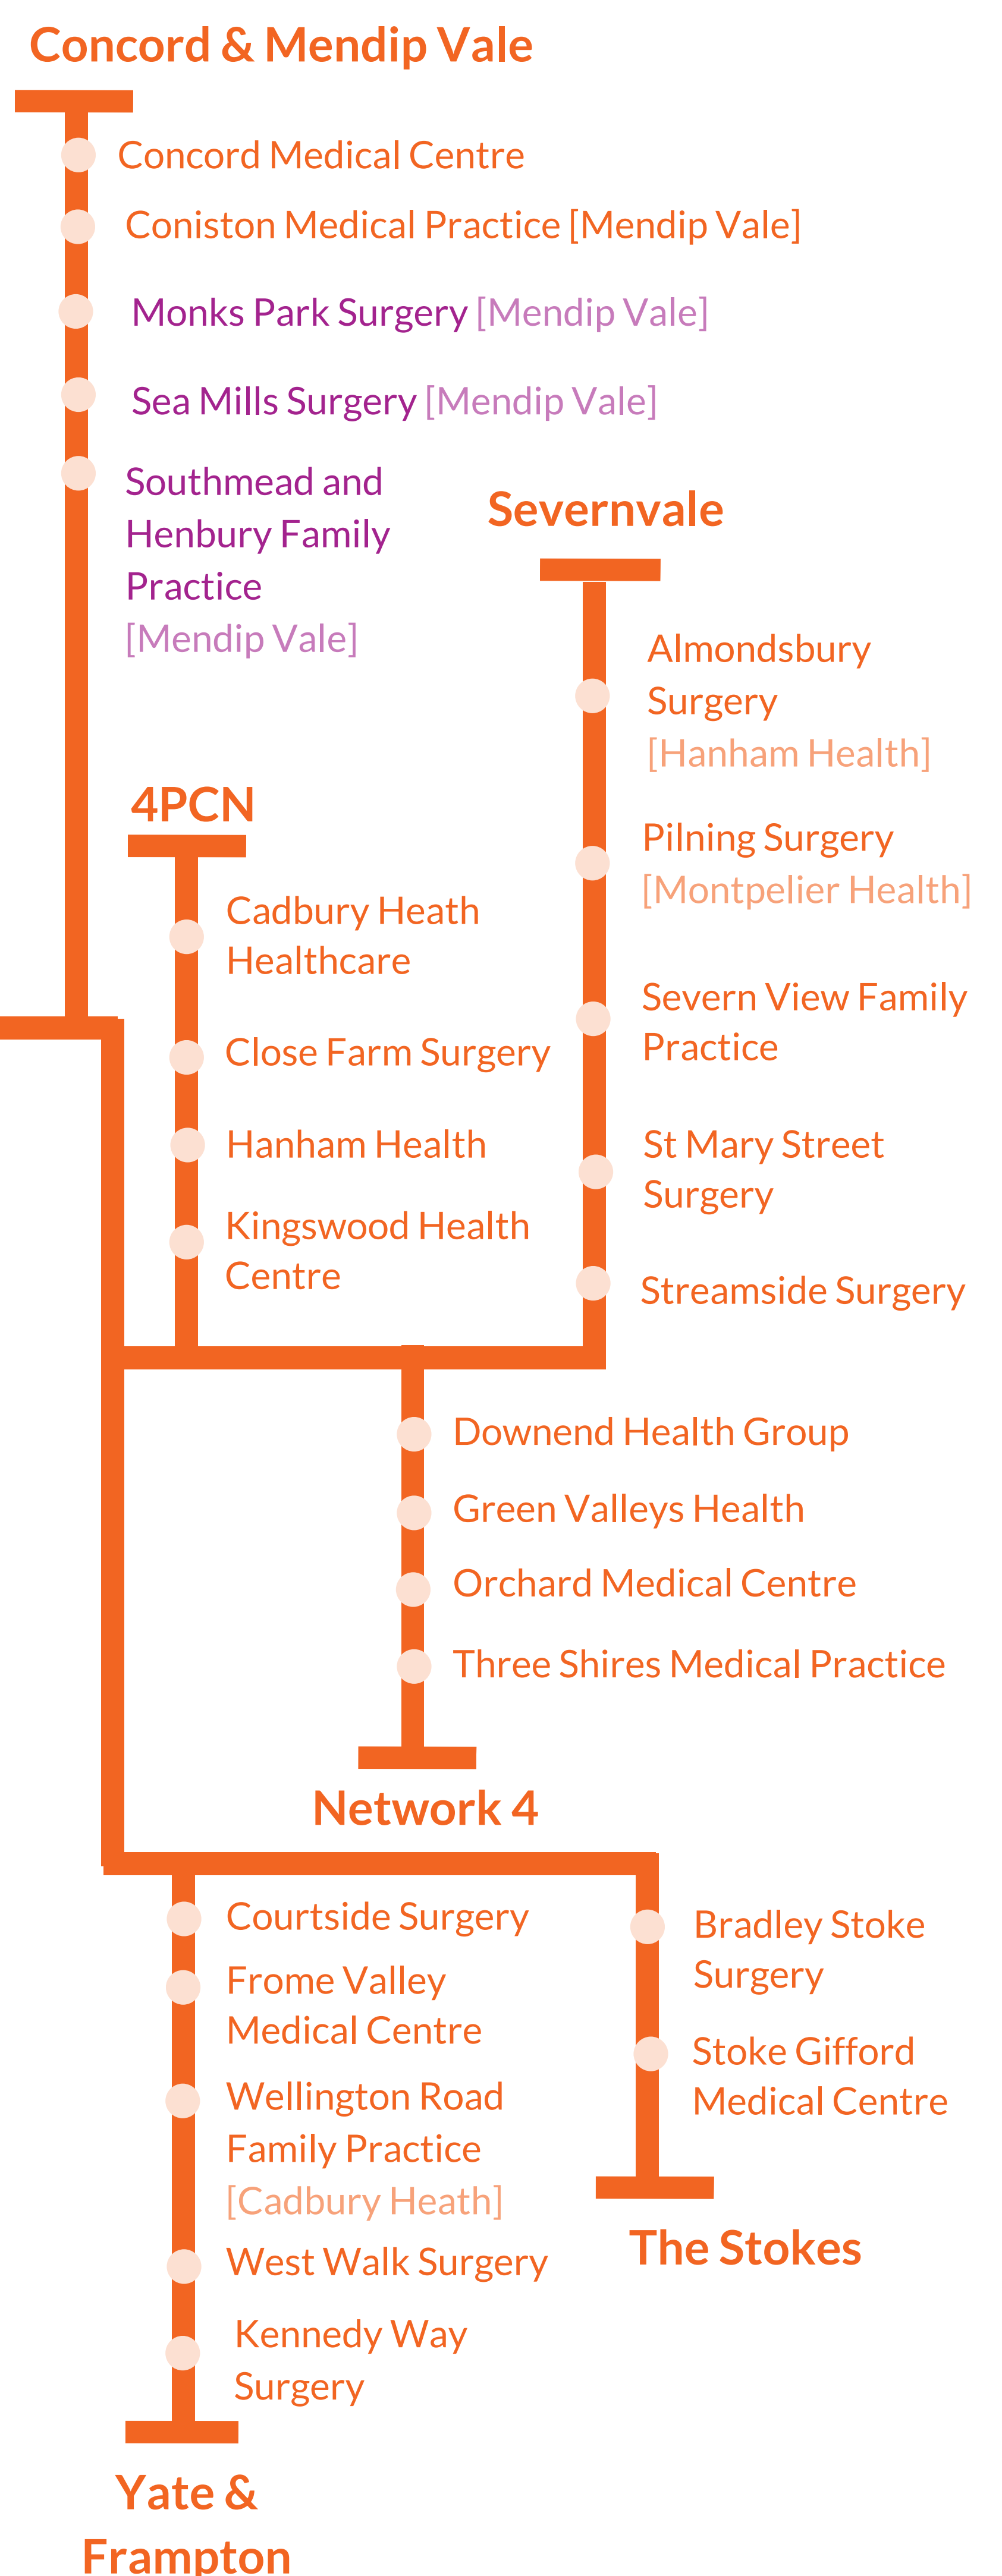 Concord & Mendip Vale
Concord Medical Centre
Coniston Medical Practice [Mendip Vale]
Monks Park Surgery [Mendip Vale]
Sea Mills Surgery [Mendip Vale]
Southmead and
Henbury Family
Practice
[Mendip Vale]
Severnvale
Almondsbury
Surgery
[Hanham Health]
Pilning Surgery
[Montpelier Health]
Severn View Family
Practice
St Mary Street
Surgery
Streamside Surgery
4PCN
Cadbury Heath
Healthcare
Close Farm Surgery
Hanham Health
Kingswood Health
Centre
Downend Health Group
Green Valleys Health
Orchard Medical Centre
Three Shires Medical Practice
Network 4
Courtside Surgery
Frome Valley
Medical Centre
Wellington Road
Family Practice
[Cadbury Heath]
West Walk Surgery
Kennedy Way
Surgery
Yate &
Frampton
Bradley Stoke
Surgery
Stoke Gifford
Medical Centre
The Stokes